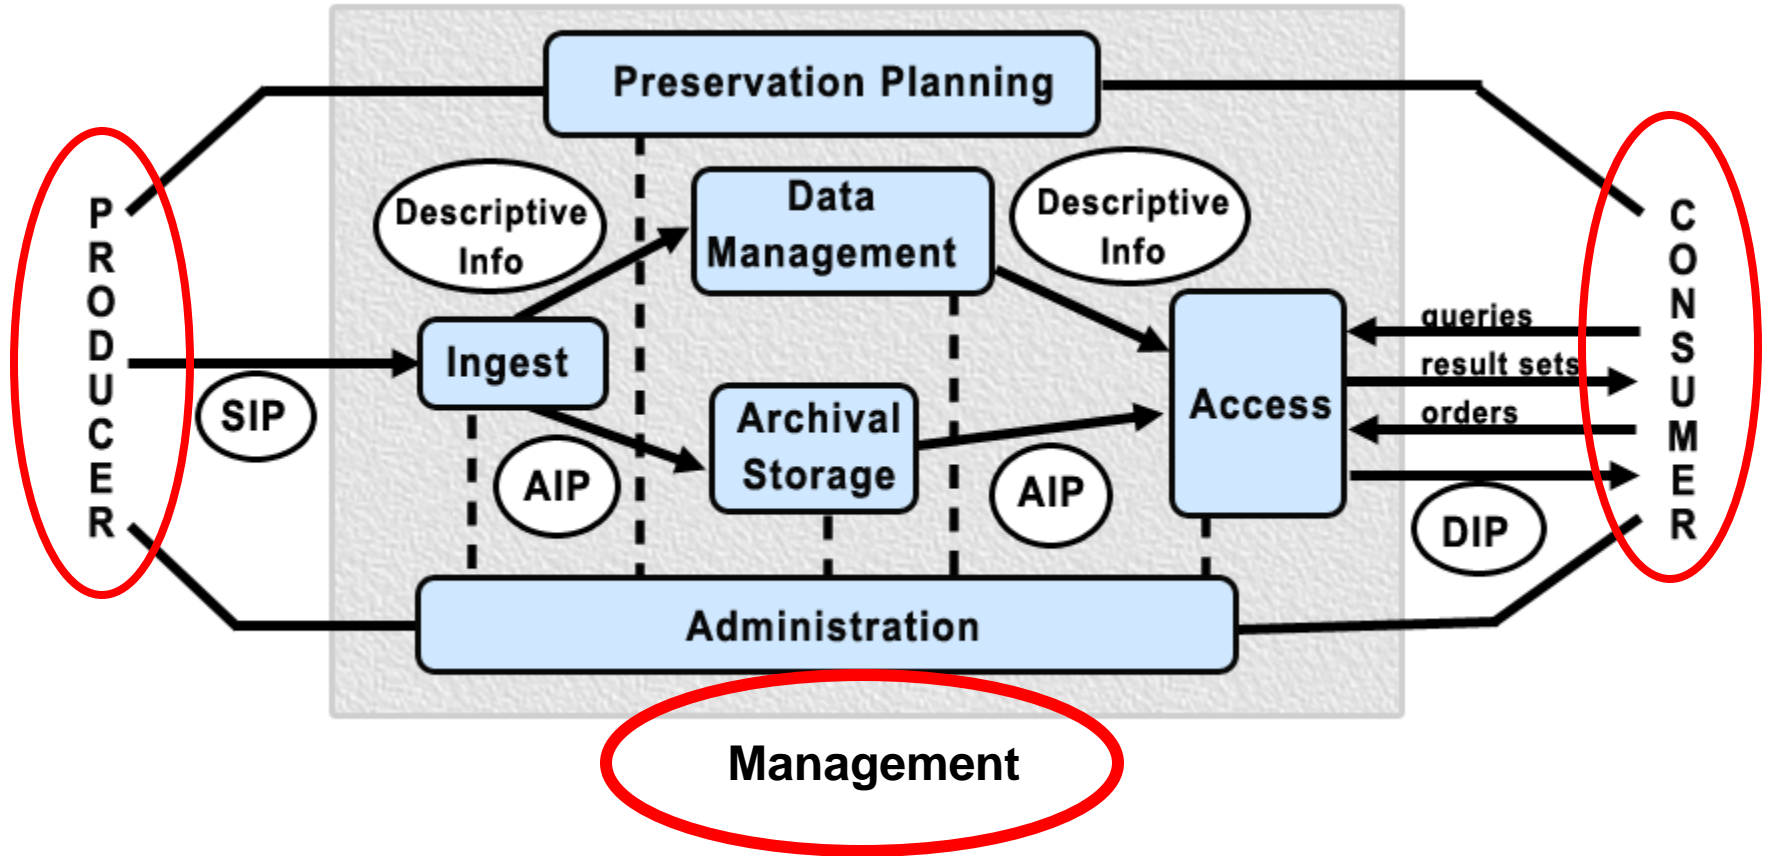 Preservation Planning
PRODUCER
Descriptive
Info
Data
Management
Descriptive
Info
CONSUMER
Ingest
SIP
AIP
Archival
Storage
AIP
Access
queries
result sets
orders
DIP
Administration
Management